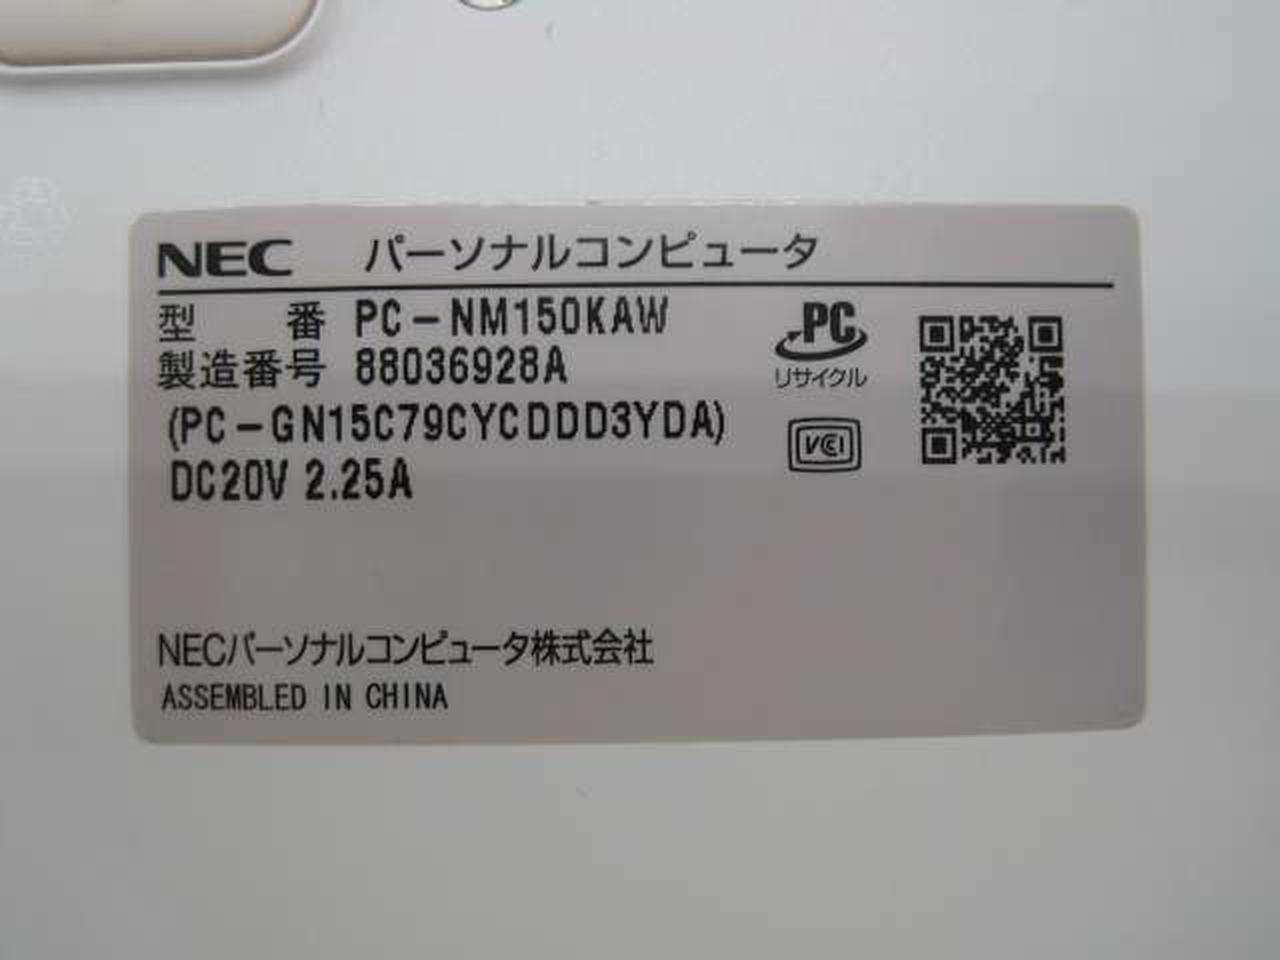 NEC パーソナルコンピュータ
型 番 PC-NM150KAW
製造番号 88036928A
(PC-GN15C79CYCDDD3YDA)
DC20V 2.25A
PC
リサイクル
VCCI
NECパーソナルコンピュータ株式会社
ASSEMBLED IN CHINA